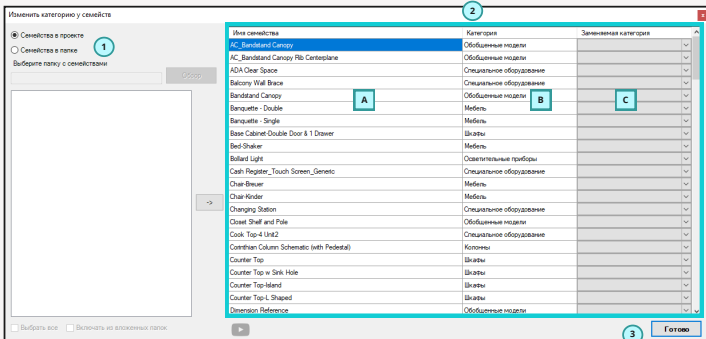 Изменить категорию у семейств
2
x
Семейства в проекте
Семейства в папке
1
Выберите папку с семействами
Обзор
->
Выбрать все
Включать из вложенных папок
Имя семейства Категория Заменяемая категория
AC_Bandstand Canopy Обобщенные модели
AC_Bandstand Canopy Rib Centerplane Обобщенные модели
ADA Clear Space Специальное оборудование
Balcony Wall Brace Специальное оборудование
Bandstand Canopy A Обобщенные модели B C
Banquette - Double Мебель
Banquette - Single Мебель
Base Cabinet-Double Door & 1 Drawer Шкафы
Bed-Shaker Мебель
Bollard Light Осветительные приборы
Cash Register_Touch Screen_Generic Специальное оборудование
Chair-Breuer Мебель
Chair-Kinder Мебель
Changing Station Специальное оборудование
Closet Shelf and Pole Обобщенные модели
Cook Top-4 Unit2 Специальное оборудование
Corinthian Column Schematic (with Pedestal) Колонны
Counter Top Шкафы
Counter Top w Sink Hole Шкафы
Counter Top-Island Шкафы
Counter Top-L Shaped Шкафы
Dimension Reference Обобщенные модели
3
Готово